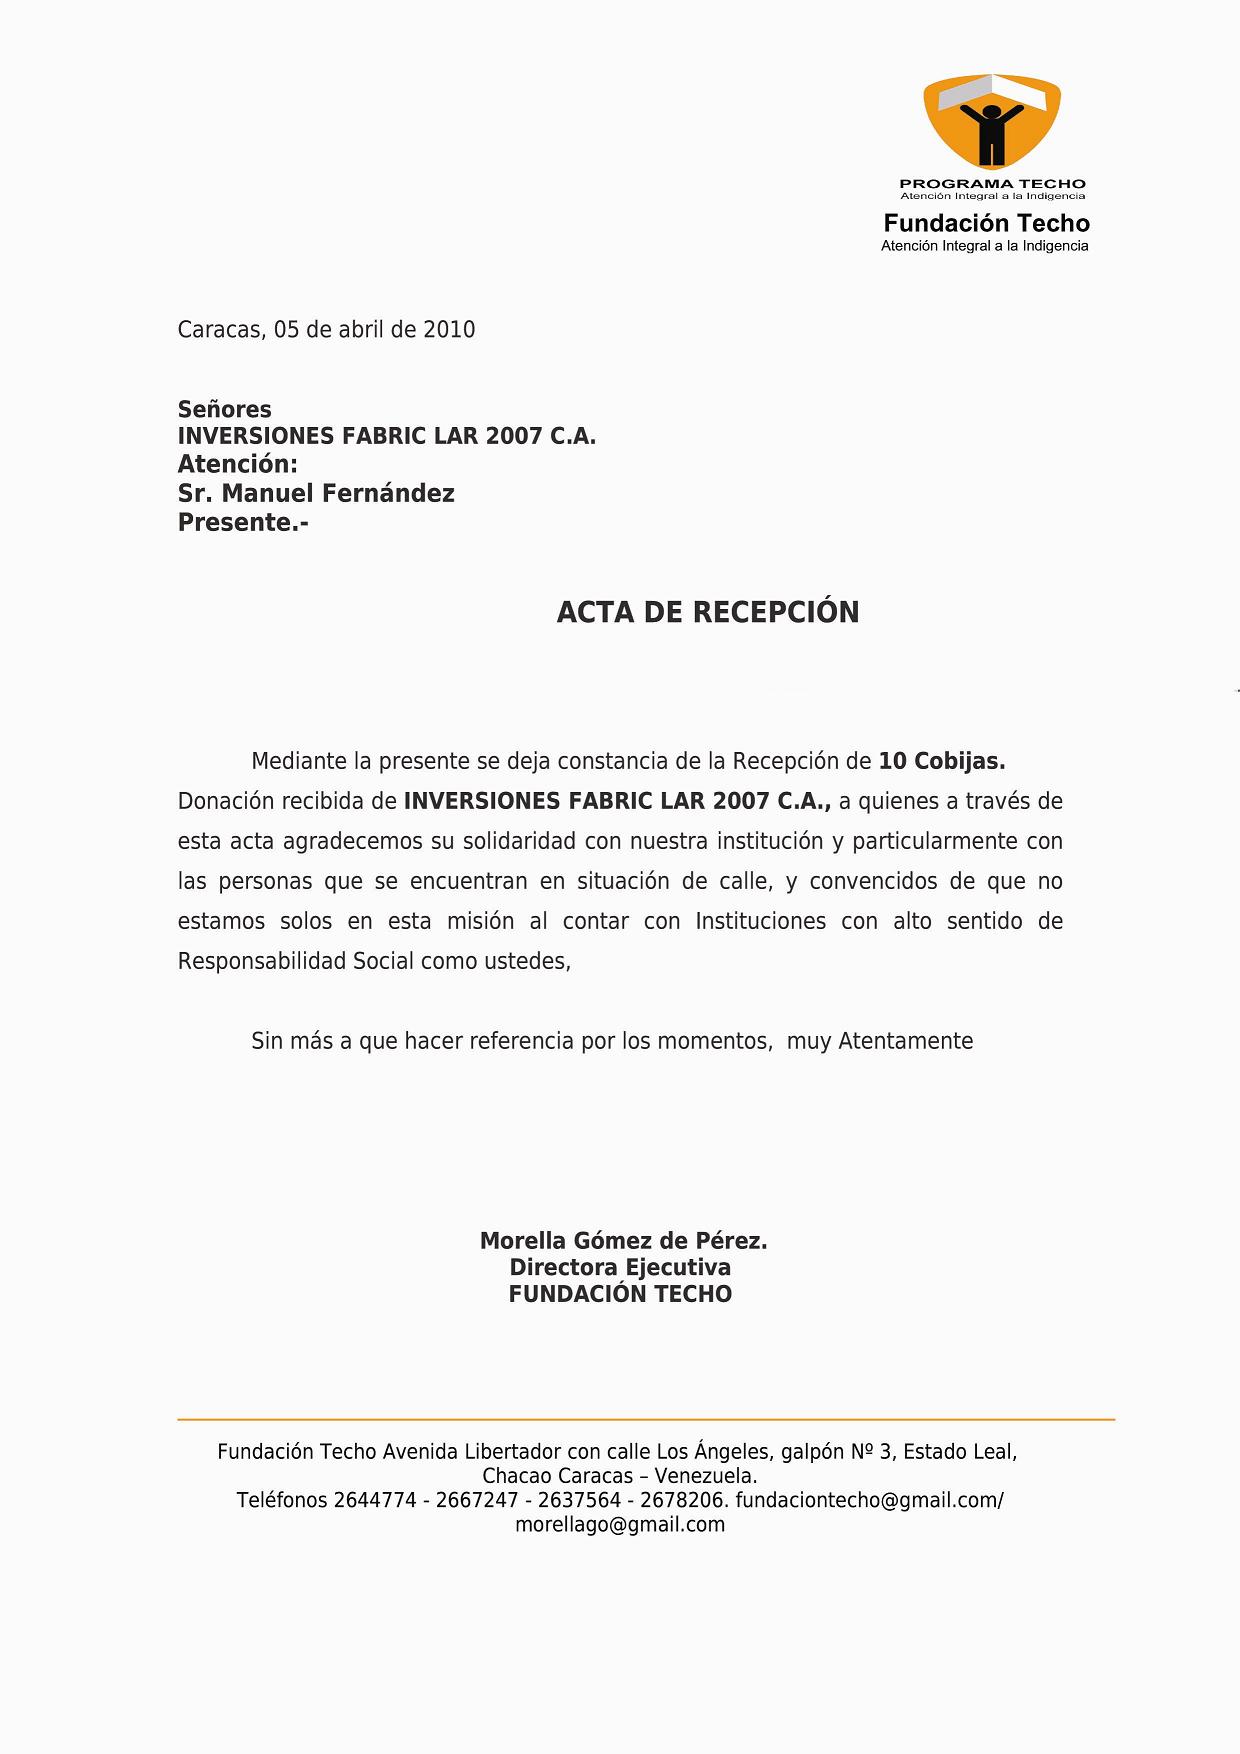 PROGRAMA TECHO
Atención Integral a la Indigencia
Fundación Techo
Atención Integral a la Indigencia
Caracas, 05 de abril de 2010
Señores
INVERSIONES FABRIC LAR 2007 C.A.
Atención:
Sr. Manuel Fernández
Presente.-
ACTA DE RECEPCIÓN
Mediante la presente se deja constancia de la Recepción de 10 Cobijas.
Donación recibida de INVERSIONES FABRIC LAR 2007 C.A., a quienes a través de
esta acta agradecemos su solidaridad con nuestra institución y particularmente con
las personas que se encuentran en situación de calle, y convencidos de que no
estamos solos en esta misión al contar con Instituciones con alto sentido de
Responsabilidad Social como ustedes,
Sin más a que hacer referencia por los momentos,  muy Atentamente
Morella Gómez de Pérez.
Directora Ejecutiva
FUNDACIÓN TECHO
Fundación Techo Avenida Libertador con calle Los Ángeles, galpón Nº 3, Estado Leal,
Chacao Caracas – Venezuela.
Teléfonos 2644774 - 2667247 - 2637564 - 2678206. fundaciontecho@gmail.com/
morellago@gmail.com